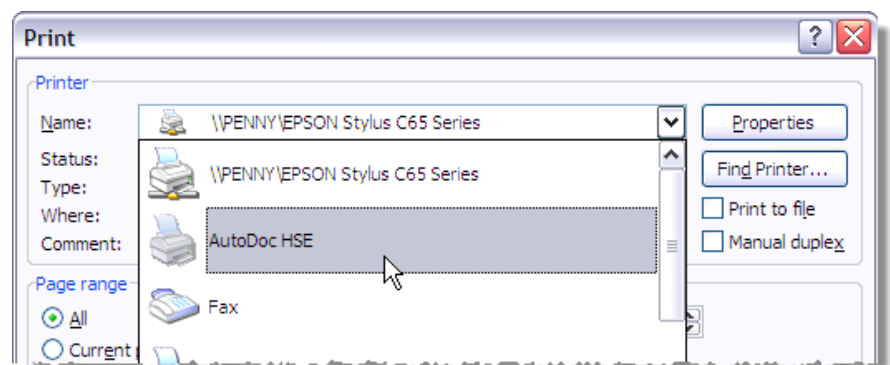 Print
?
Printer
Name:
\\PENNY\EPSON Stylus C65 Series
Properties
Status:
\\PENNY\EPSON Stylus C65 Series
Find Printer...
Type:
Where:
Print to file
Comment:
AutoDoc HSE
Manual duplex
Page range
All
Fax
Current